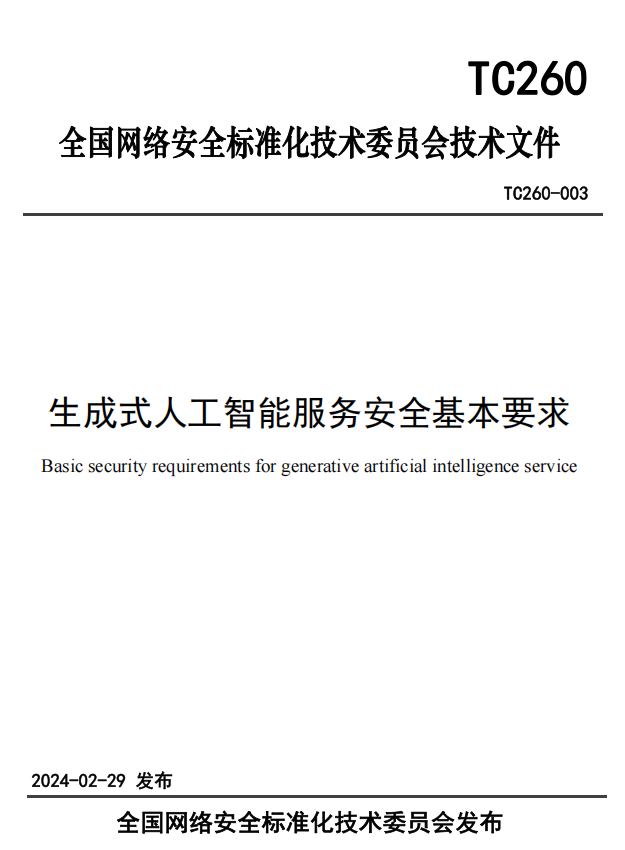 TC260
全国网络安全标准化技术委员会技术文件
TC260-003
生成式人工智能服务安全基本要求
Basic security requirements for generative artificial intelligence service
2024-02-29 发布
全国网络安全标准化技术委员会发布